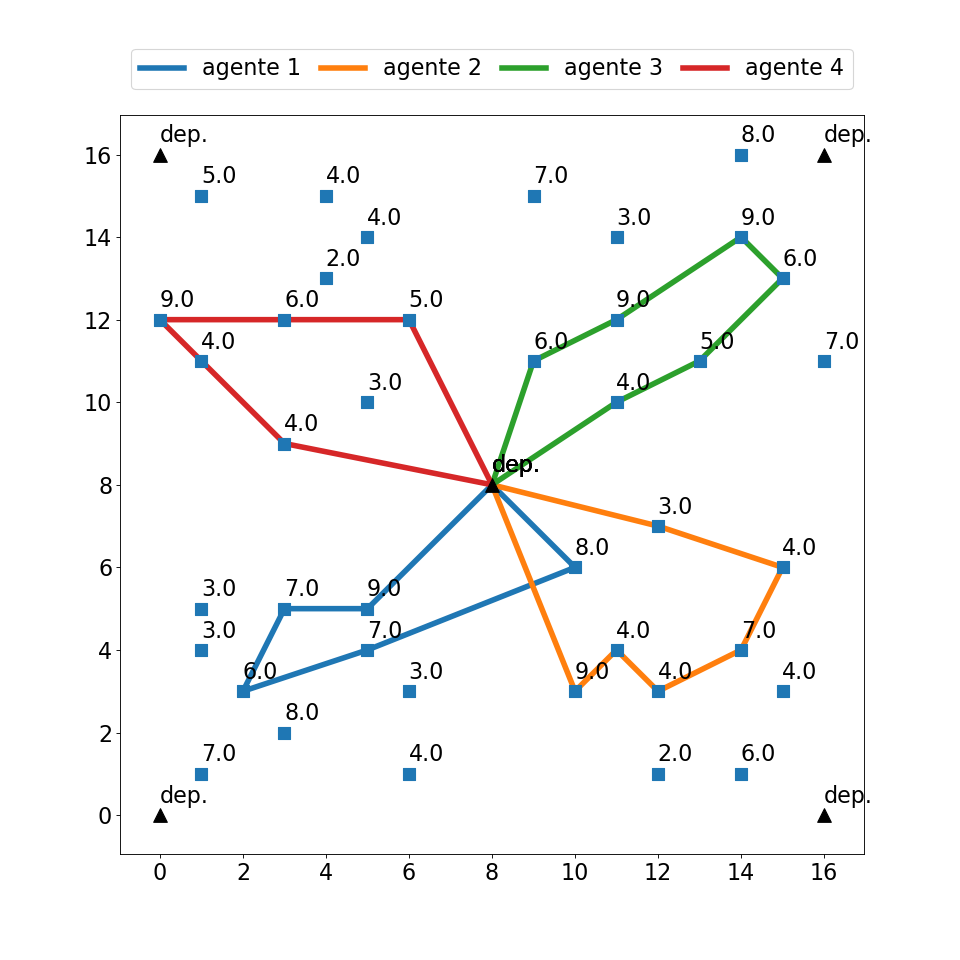 agente 1 agente 2 agente 3 agente 4
dep. 8.0 dep.
16
5.0 4.0 7.0
4.0 3.0 9.0
14
2.0 6.0
9.0 6.0 5.0 9.0
12
4.0 6.0 5.0 7.0
3.0 4.0
10
4.0
dep.
8
3.0
8.0 4.0
6
3.0 7.0 9.0
3.0 7.0 4.0 7.0
4
6.0 3.0 9.0 4.0 4.0
8.0
2
7.0 4.0 2.0 6.0
dep. dep.
0
0 2 4 6 8 10 12 14 16